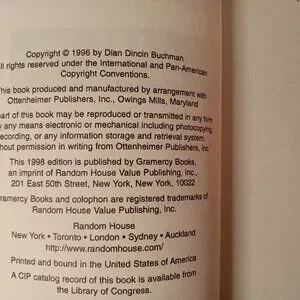 Copyright © 1996 by Dian Dincin Buchman
All rights reserved under the International and Pan-American
Copyright Conventions.
This book produced and manufactured by arrangement with
Ottenheimer Publishers, Inc., Owings Mills, Maryland
part of this book may be reproduced or transmitted in any form
by any means electronic or mechanical including photocopying
recording, or any information storage and retrieval system,
without permission in writing from Ottenheimer Publishers, Inc.
This 1998 edition is published by Gramercy Books,
an imprint of Random House Value Publishing, Inc.,
201 East 50th Street, New York, New York, 10022
Gramercy Books and colophon are registered trademarks of
Random House Value Publishing, Inc.
Random House
New York • Toronto • London • Sydney • Auckland
http://www.randomhouse.com/
Printed and bound in the United States of America
A CIP catalog record of this book is available from
the Library of Congress.